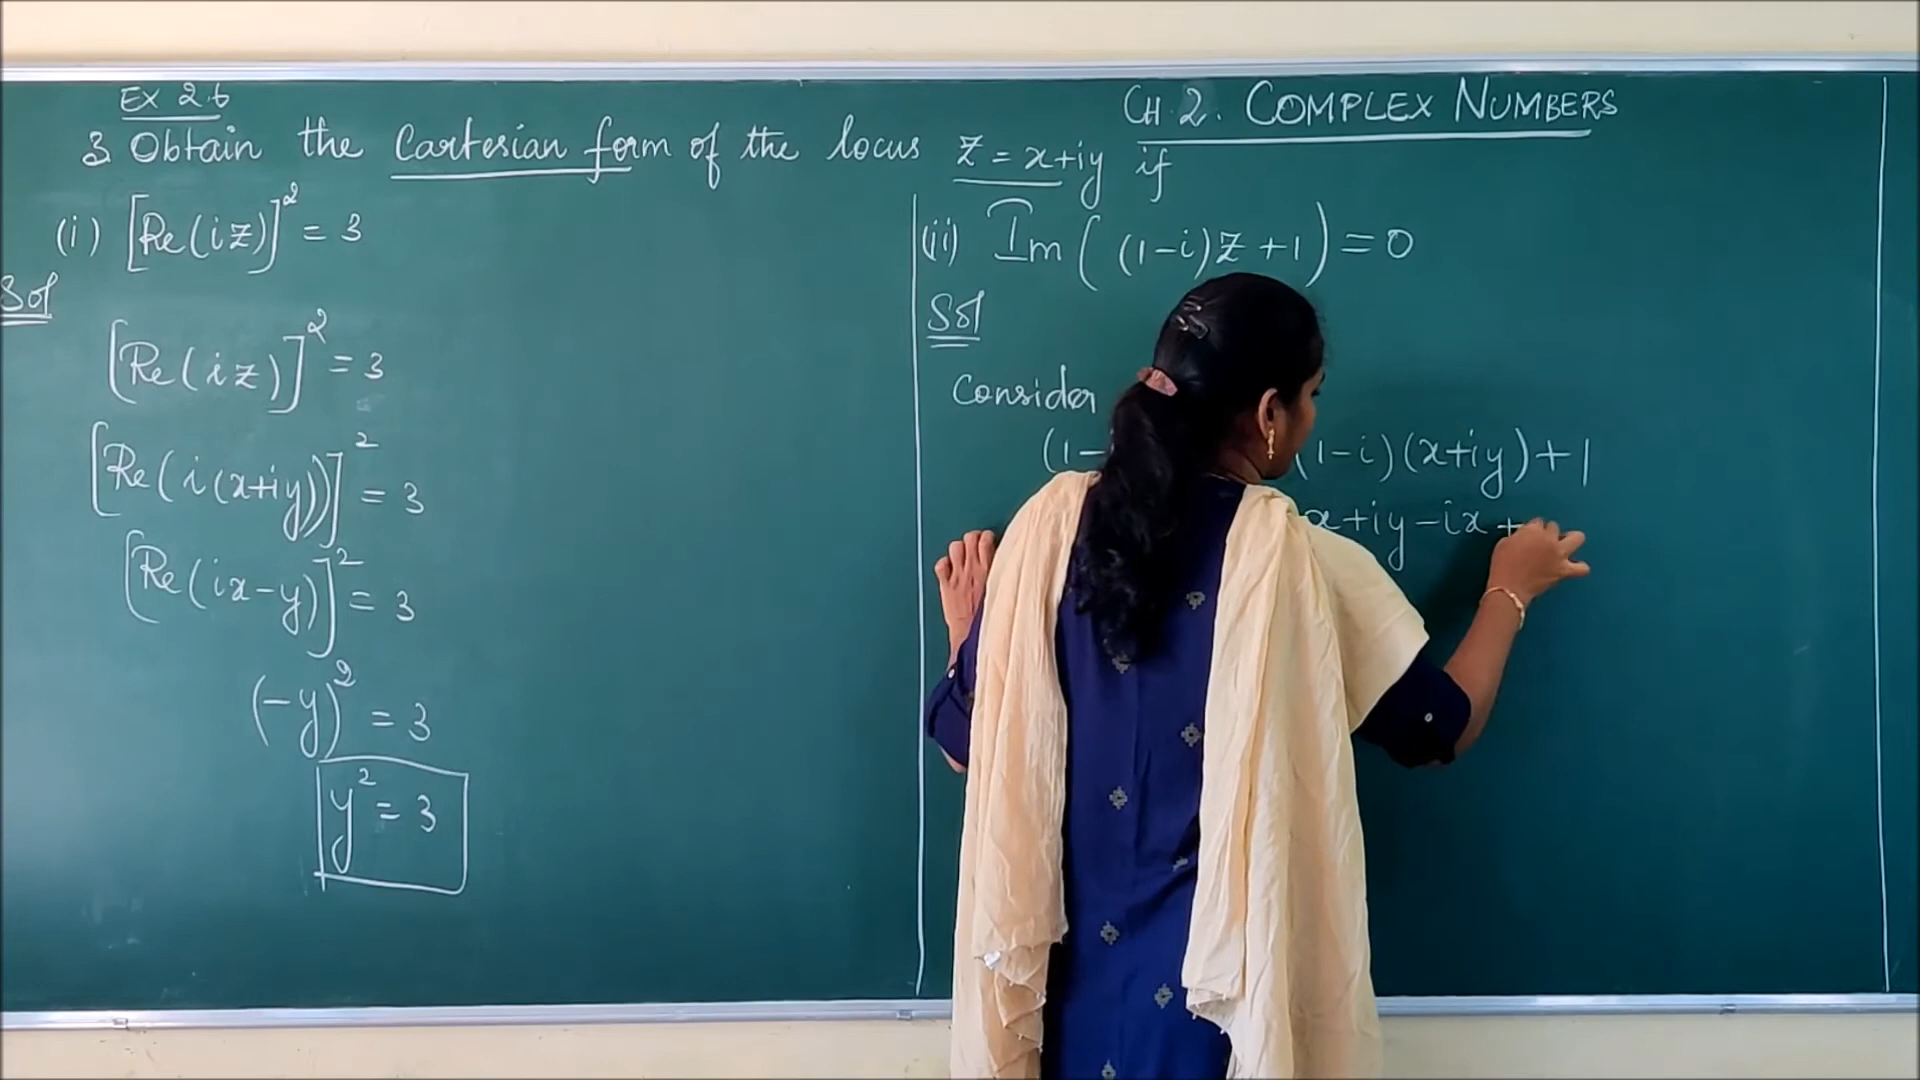 Ex 2.6
CH 2. COMPLEX NUMBERS
3 Obtain the Cartesian form of the locus z = x+iy if
(i) [Re(iz)]² = 3
Sol
[Re(iz)]² = 3
[Re(i(x+iy))]² = 3
[Re(ix-y)]² = 3
(-y)² = 3
y² = 3
(ii) Im((1-i)z+1) = 0
Sol
Consider
(1- (1-i)(x+iy)+1
x+iy-ix+